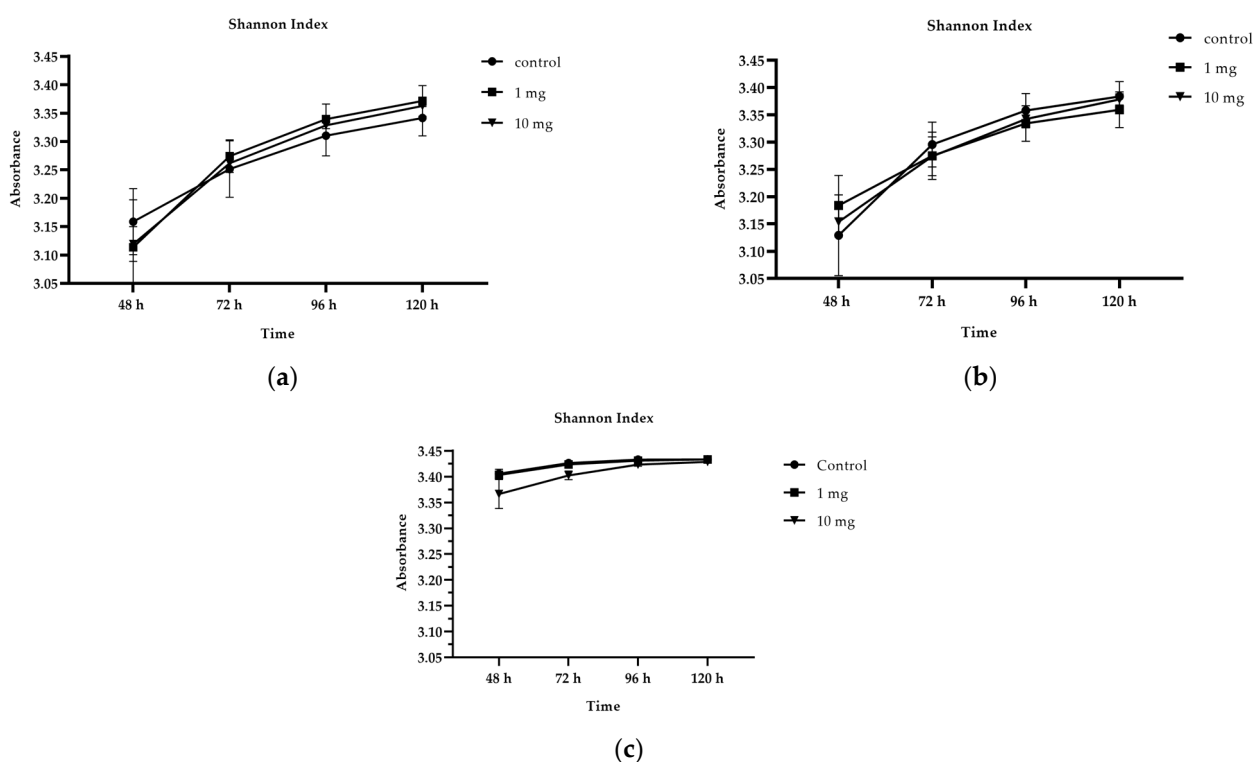 Shannon Index
3.45
3.40
3.35
3.30
3.25
3.20
3.15
3.10
3.05
Absorbance
48 h 72 h 96 h 120 h
Time
control
1 mg
10 mg
(a)
Shannon Index
3.45
3.40
3.35
3.30
3.25
3.20
3.15
3.10
3.05
Absorbance
48 h 72 h 96 h 120 h
Time
control
1 mg
10 mg
(b)
Shannon Index
3.45
3.40
3.35
3.30
3.25
3.20
3.15
3.10
3.05
Absorbance
48 h 72 h 96 h 120 h
Time
Control
1 mg
10 mg
(c)